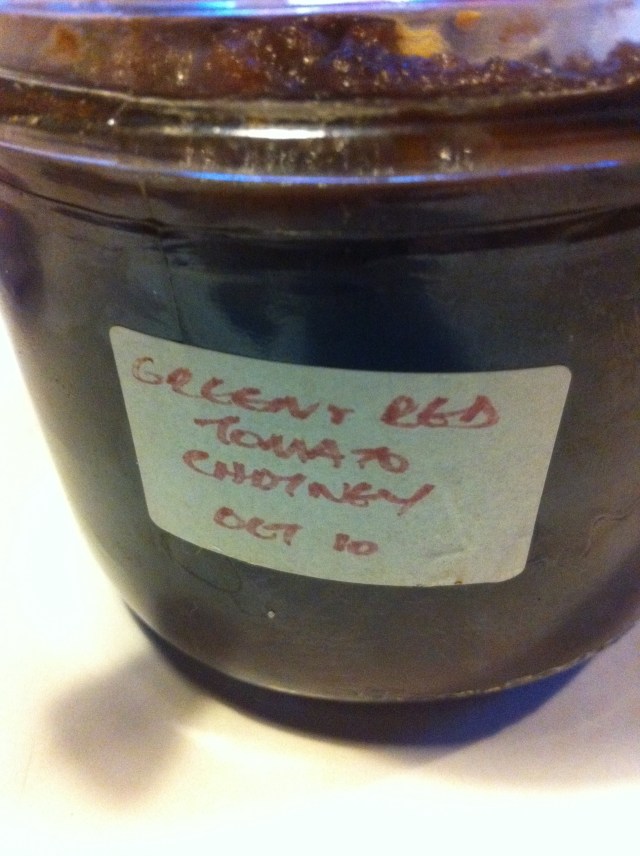 GREEN + RED
TOMATO
CHUTNEY
OCT 10